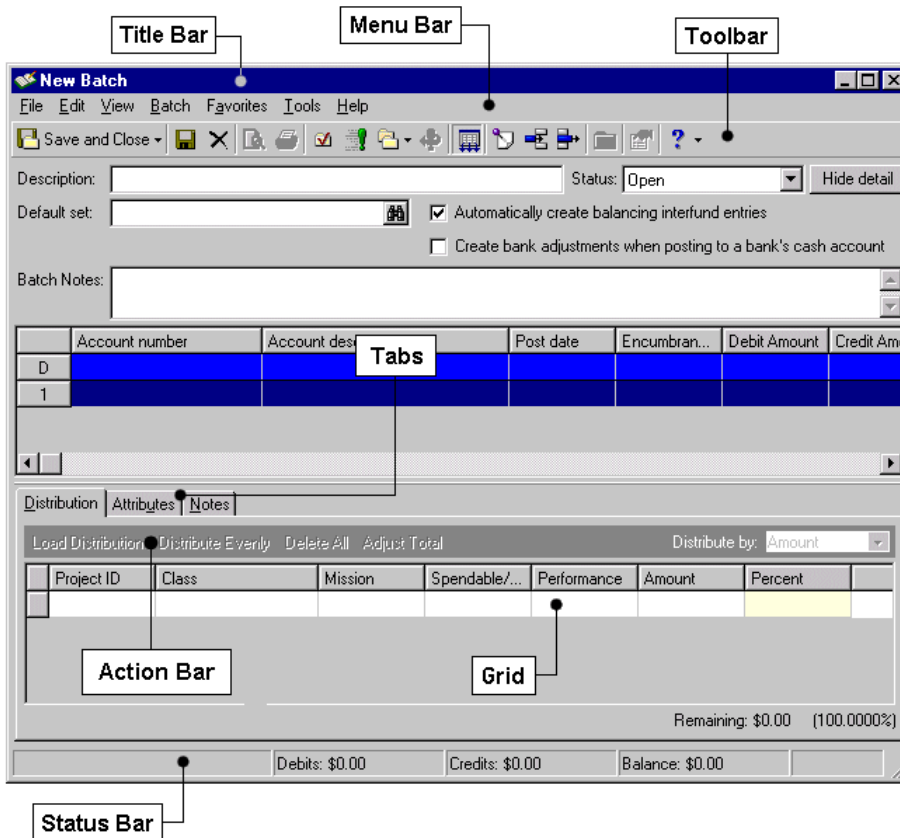 Title Bar
Menu Bar
Toolbar
New Batch
File Edit View Batch Favorites Tools Help
Save and Close
Description: Status: Open Hide detail
Default set: Automatically create balancing interfund entries
Create bank adjustments when posting to a bank's cash account
Batch Notes:
Account number Account des Post date Encumbran... Debit Amount Credit Am
Tabs
D
1
Distribution Attributes Notes
Load Distribution Distribute Evenly Delete All Adjust Total Distribute by: Amount
Project ID Class Mission Spendable/... Performance Amount Percent
Action Bar
Grid
Remaining: $0.00 (100.0000%)
Debits: $0.00 Credits: $0.00 Balance: $0.00
Status Bar